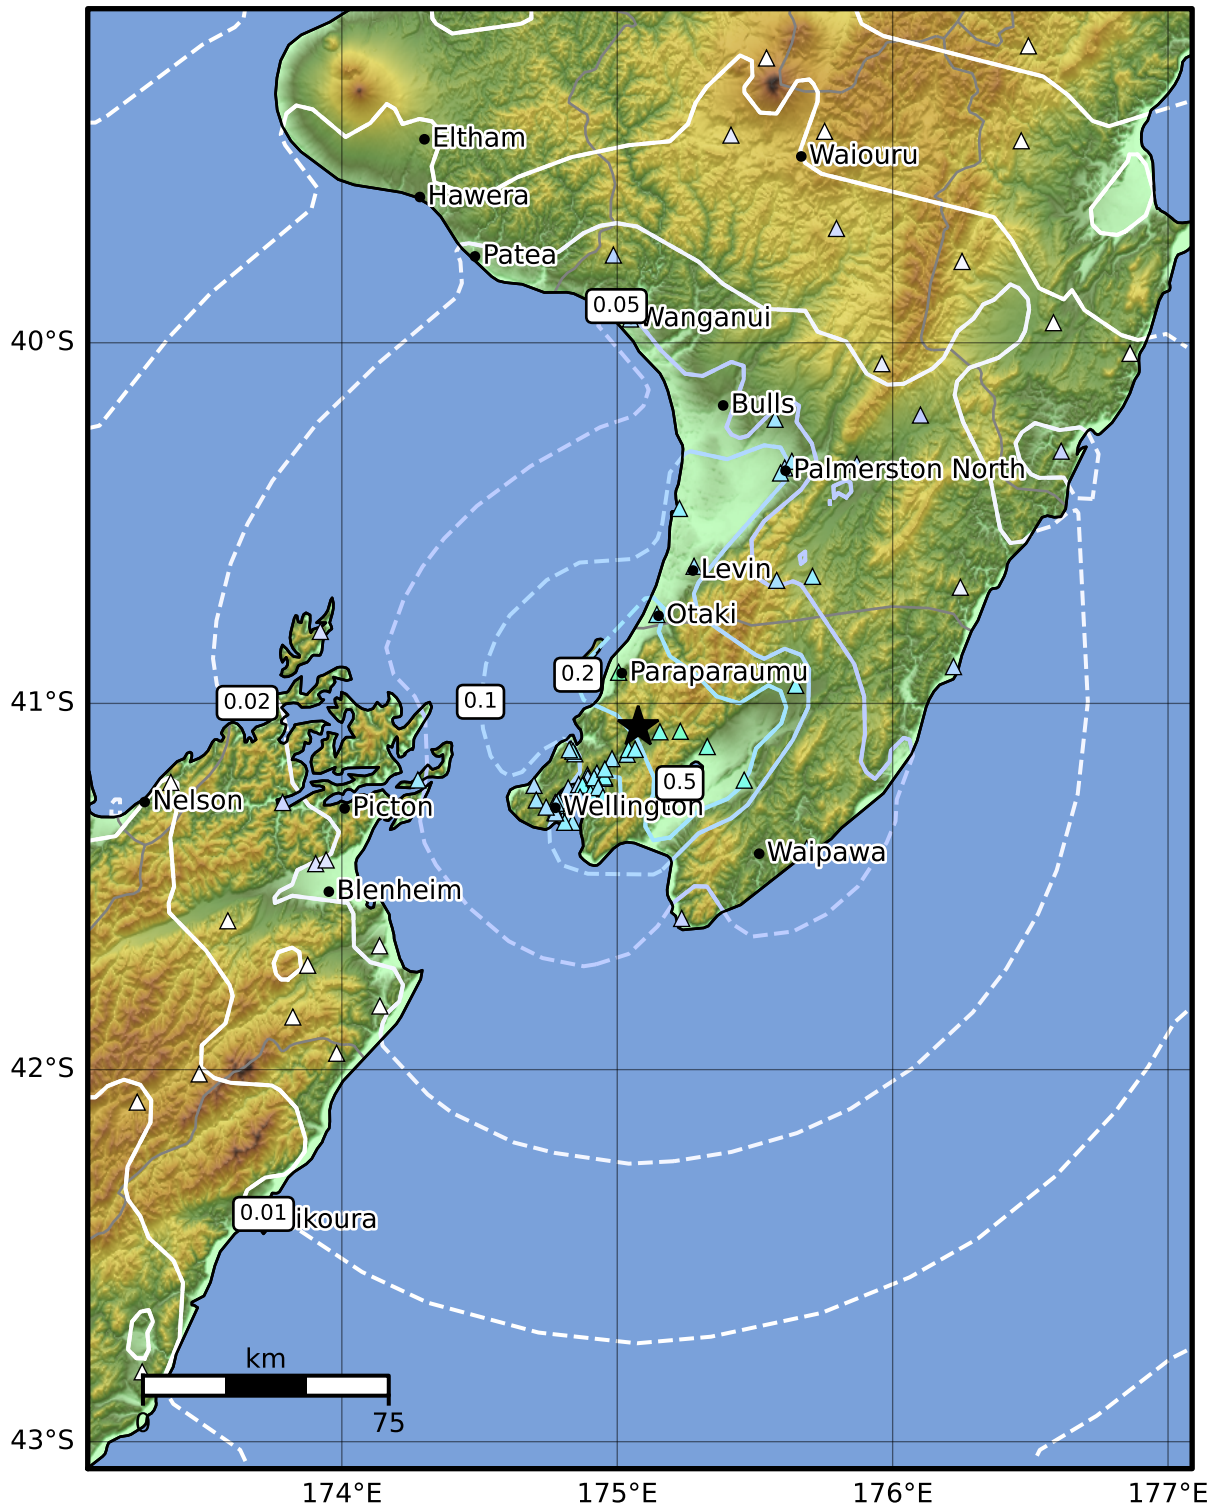 Eltham
Waiouru
Hawera
Patea
0.05
Wanganui
40°S
Bulls
Palmerston North
Levin
Otaki
0.2
Paraparaumu
0.02
0.1
41°S
0.5
Nelson
Picton
Wellington
Waipawa
Blenheim
42°S
0.01
ikoura
km
0
75
43°S
174°E
175°E
176°E
177°E